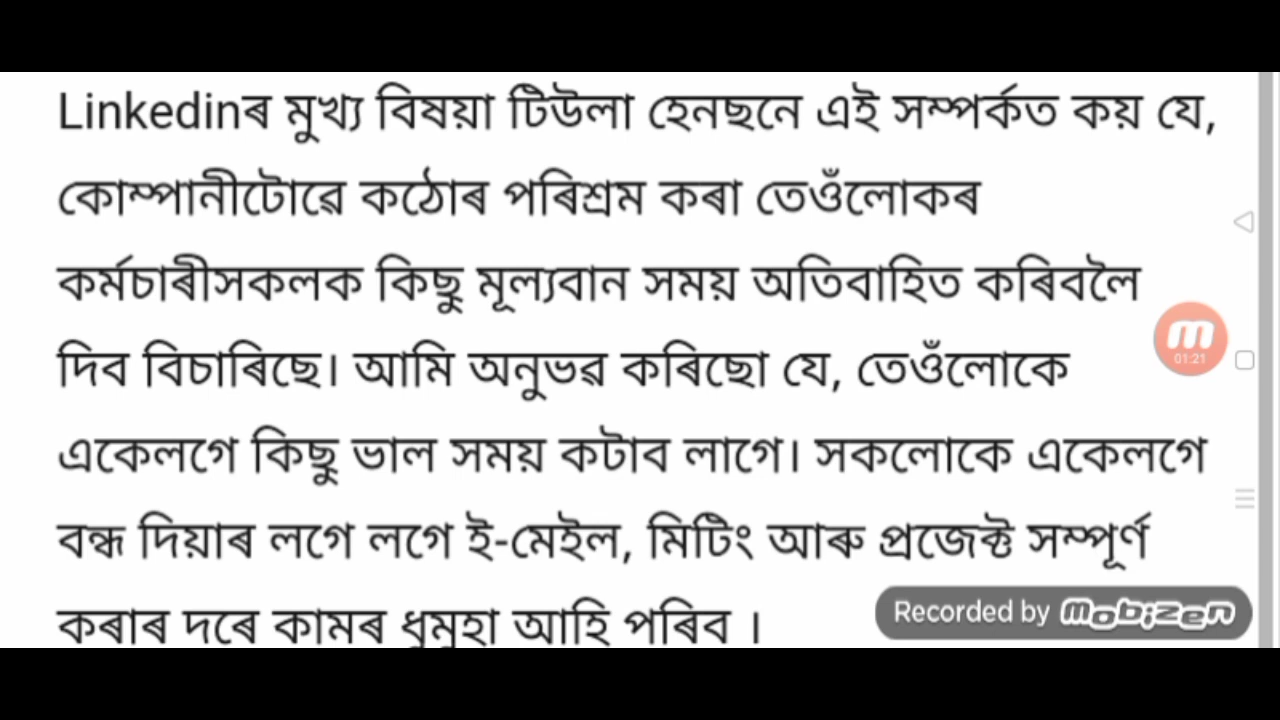 Linkedinৰ মুখ্য বিষয়া টিউলা হেনছনে এই সম্পৰ্কত কয় যে,
কোম্পানীটোৱে কঠোৰ পৰিশ্ৰম কৰা তেওঁলোকৰ
কৰ্মচাৰীসকলক কিছু মূল্যবান সময় অতিবাহিত কৰিবলৈ
দিব বিচাৰিছে। আমি অনুভৱ কৰিছো যে, তেওঁলোকে
একেলগে কিছু ভাল সময় কটাব লাগে। সকলোকে একেলগে
বন্ধ দিয়াৰ লগে লগে ই-মেইল, মিটিং আৰু প্ৰজেক্ট সম্পূৰ্ণ
কৰাৰ দৰে কামৰ ধুমুহা আহি পৰিব ।
m
01:21
Recorded by mobizen